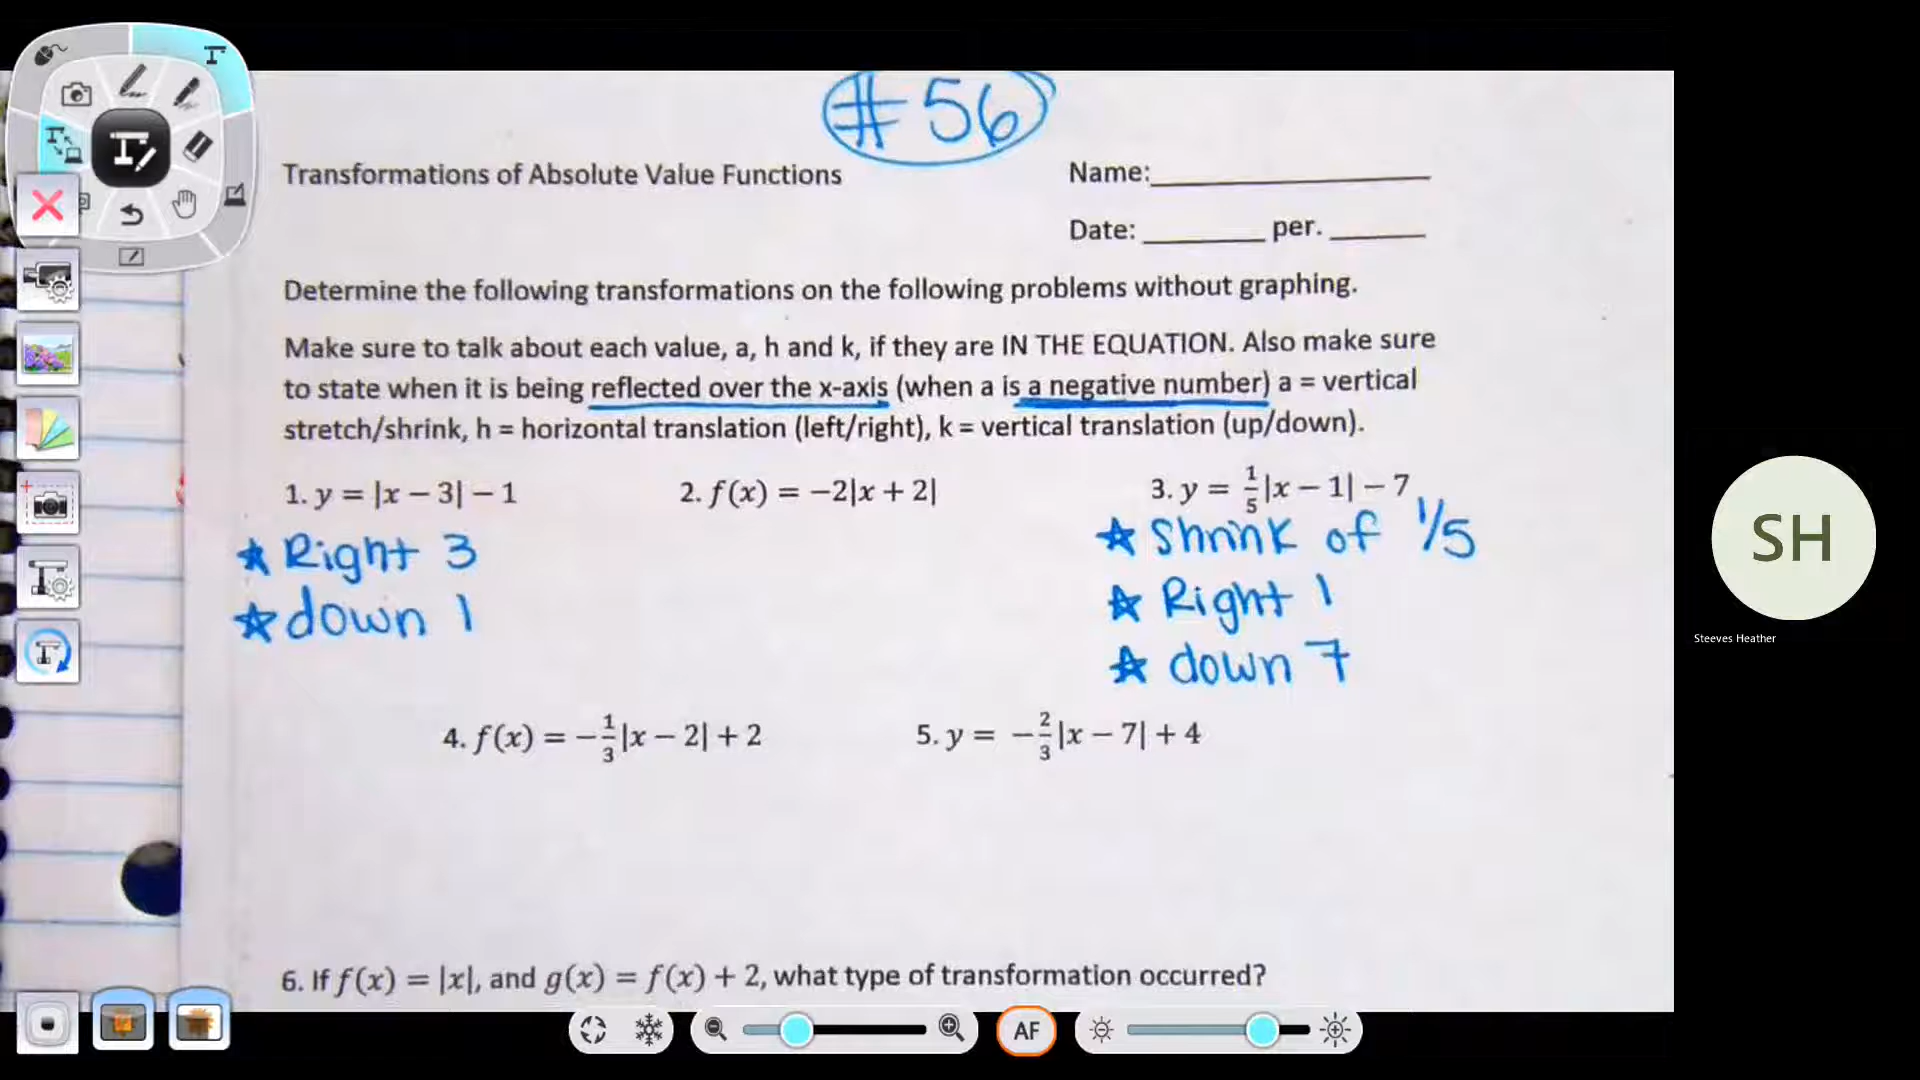 #56
Transformations of Absolute Value Functions
Name:
Date: per.
Determine the following transformations on the following problems without graphing.
Make sure to talk about each value, a, h and k, if they are IN THE EQUATION. Also make sure
to state when it is being reflected over the x-axis (when a is a negative number) a = vertical
stretch/shrink, h = horizontal translation (left/right), k = vertical translation (up/down).
1. y = |x − 3| − 1
2. f(x) = −2|x + 2|
3. y = 1/5|x − 1| − 7
★ Right 3
★ down 1
★ Shrink of 1/5
★ Right 1
★ down 7
4. f(x) = −1/3|x − 2| + 2
5. y = −2/3|x − 7| + 4
6. If f(x) = |x|, and g(x) = f(x) + 2, what type of transformation occurred?
SH
Steeves Heather
AF